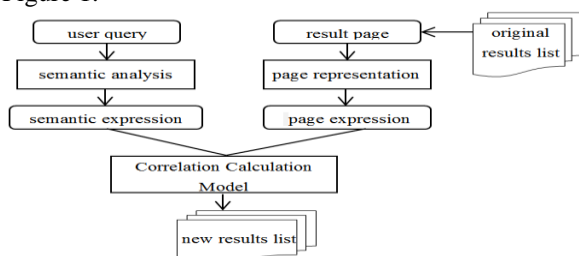 Figure 1.
user query
result page
original
results list
semantic analysis
page representation
semantic expression
page expression
Correlation Calculation
Model
new results list